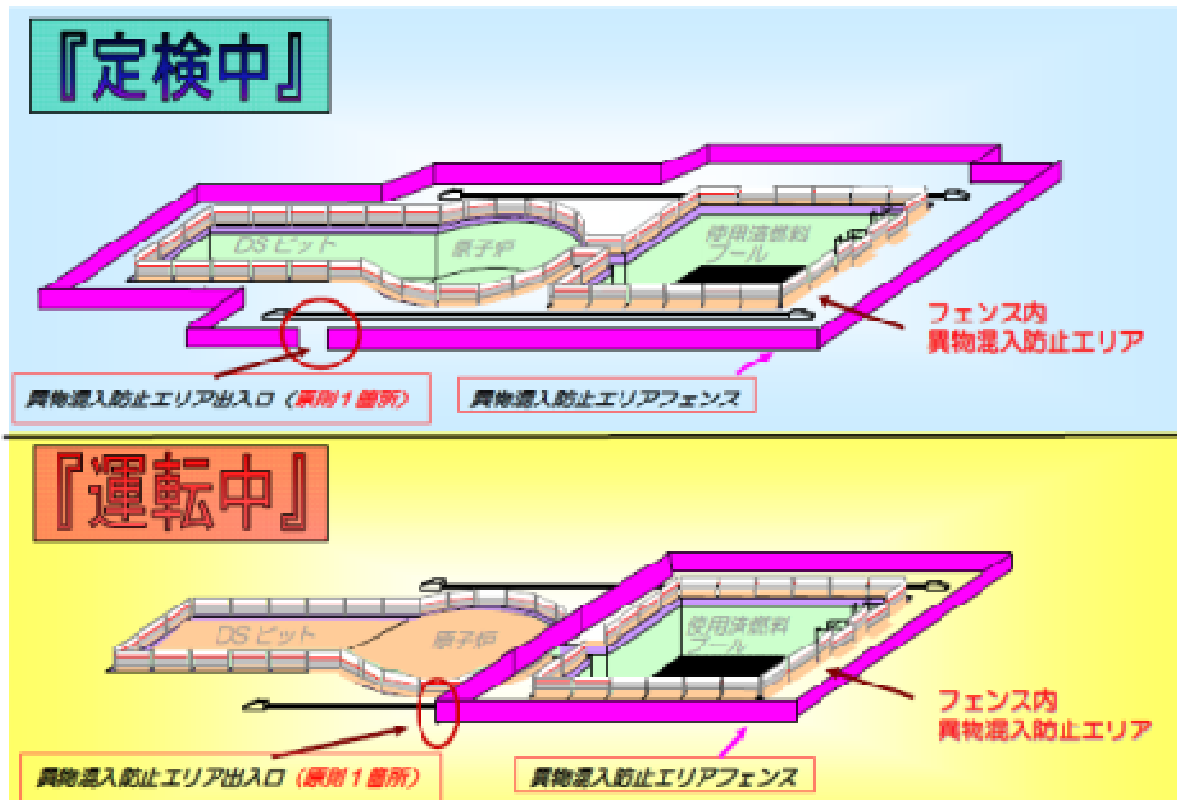 『定検中』
DSピット
原子炉
使用済燃料
プール
フェンス内
異物混入防止エリア
異物混入防止エリア出入口（原則１箇所）
異物混入防止エリアフェンス
『運転中』
DSピット
原子炉
使用済燃料
プール
フェンス内
異物混入防止エリア
異物混入防止エリア出入口（原則１箇所）
異物混入防止エリアフェンス